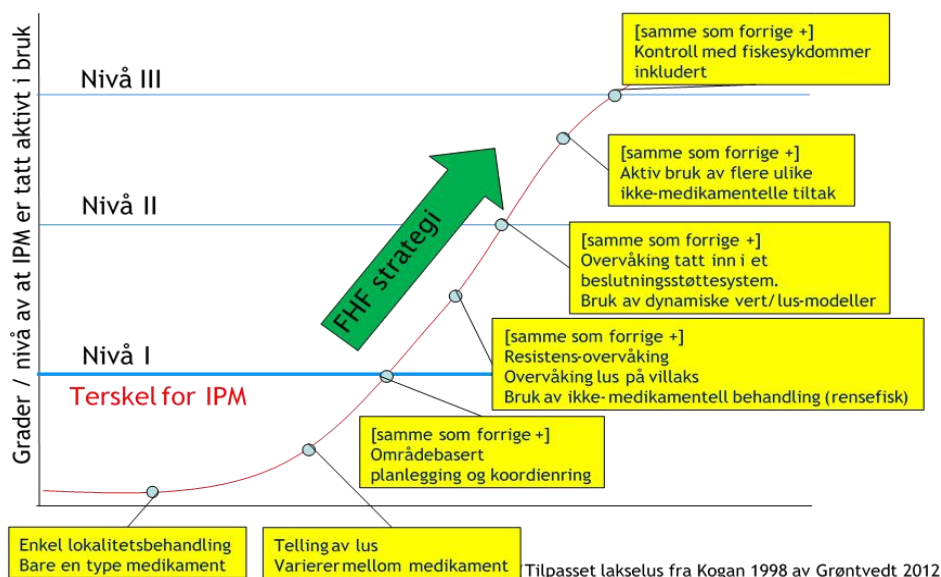 Grader / nivå av at IPM er tatt aktivt i bruk
Nivå III
Nivå II
Nivå I
Terskel for IPM
FHF strategi
[samme som forrige +]
Kontroll med fiskesykdommer
inkludert
[samme som forrige +]
Aktiv bruk av flere ulike
ikke-medikamentelle tiltak
[samme som forrige +]
Overvåking tatt inn i et
beslutningsstøttesystem.
Bruk av dynamiske vert/lus-modeller
[samme som forrige +]
Resistens-overvåking
Overvåking lus på villaks
Bruk av ikke-medikamentell behandling (rensefisk)
[samme som forrige +]
Områdebasert
planlegging og koordienring
Enkel lokalitetsbehandling
Bare en type medikament
Telling av lus
Varierer mellom medikament
Tilpasset lakselus fra Kogan 1998 av Grøntvedt 2012